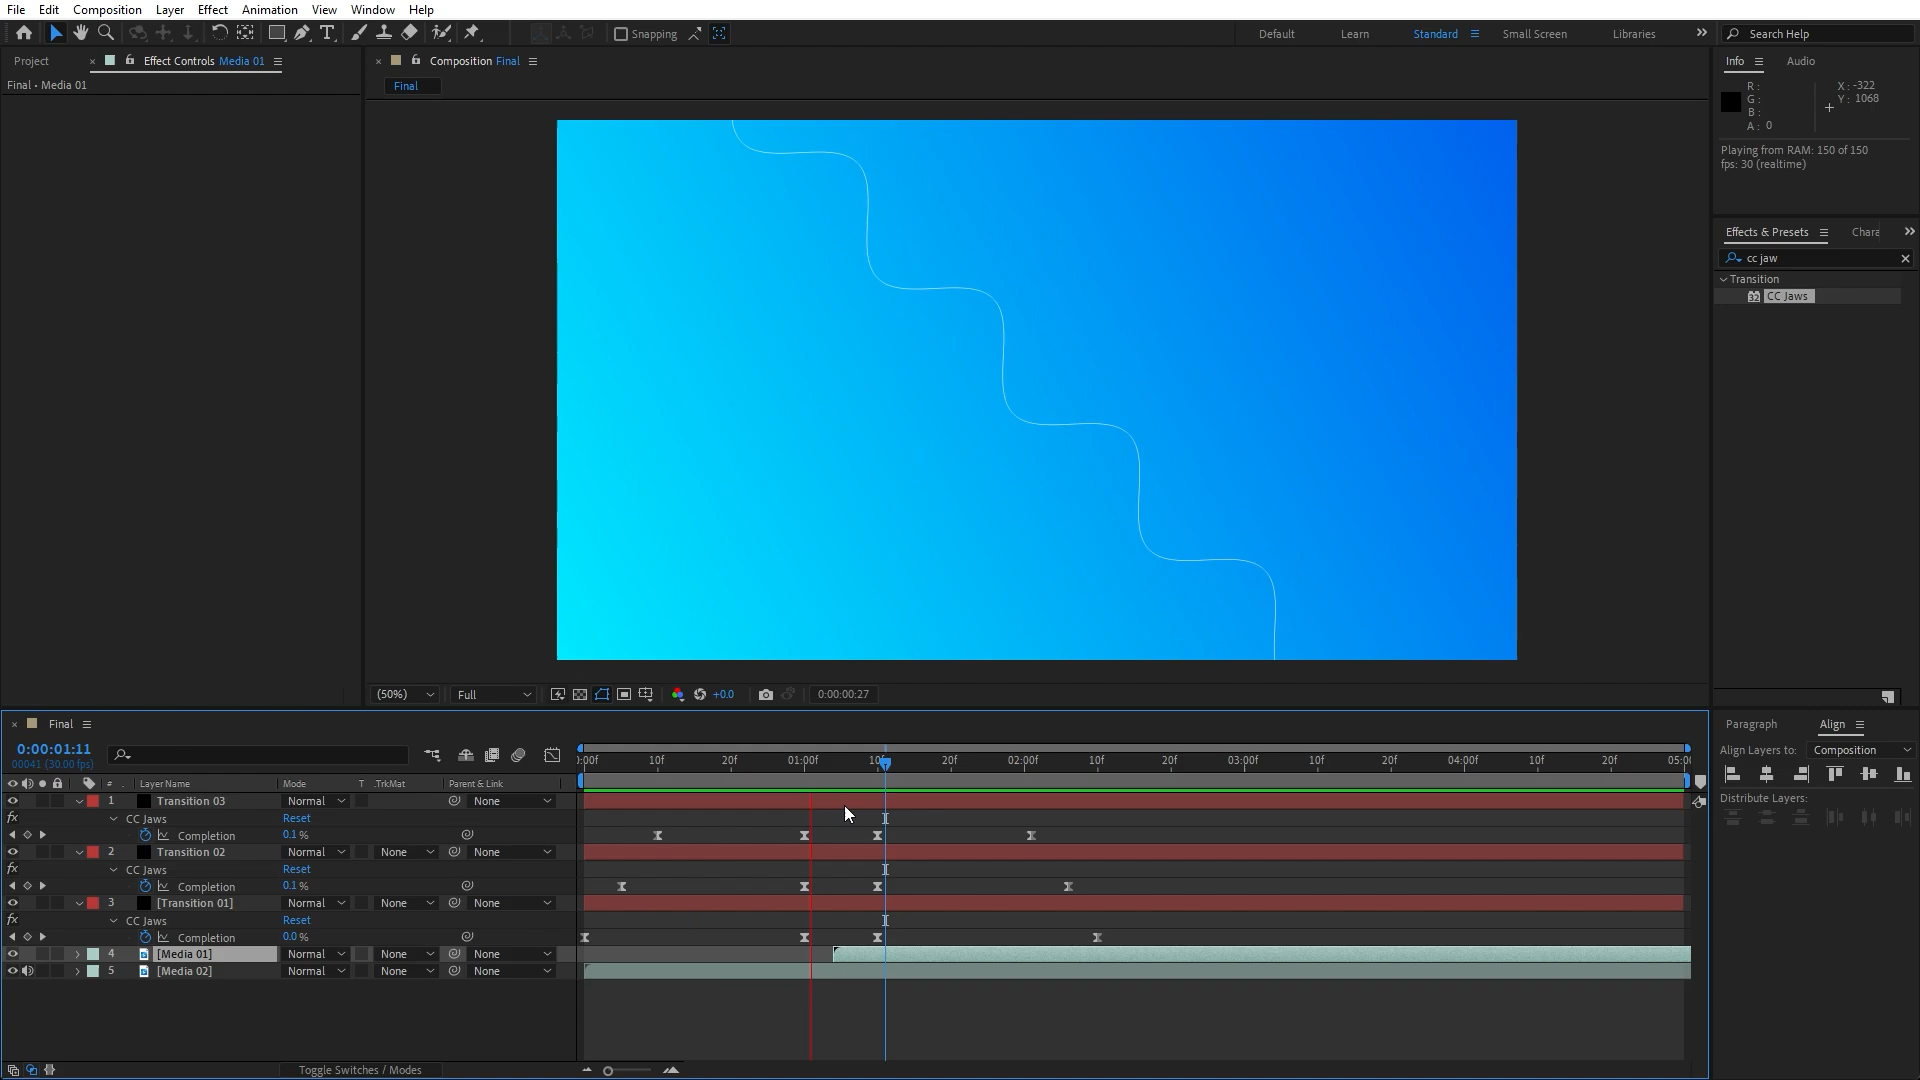 File Edit Composition Layer Effect Animation View Window Help
Snapping Default Learn Standard Small Screen Libraries Search Help
Project Effect Controls Media 01
Final • Media 01
Composition Final
Final
Info Audio
R :
G :
B :
A : 0
X : -322
Y : 1068
Playing from RAM: 150 of 150
fps: 30 (realtime)
Effects & Presets Chara
cc jaw
Transition
32 CC Jaws
(50%) Full +0.0 0:00:00:27
Final
0:00:01:11
00041 (30.00 fps)
):00f 10f 20f 01:00f 10f 20f 02:00f 10f 20f 03:00f 10f 20f 04:00f 10f 20f 05:00f
# . Layer Name Mode T .TrkMat Parent & Link
1 Transition 03 Normal None
fx CC Jaws Reset
Completion 0.1 %
2 Transition 02 Normal None None
fx CC Jaws Reset
Completion 0.1 %
3 [Transition 01] Normal None None
fx CC Jaws Reset
Completion 0.0 %
4 [Media 01] Normal None None
5 [Media 02] Normal None None
Toggle Switches / Modes
Paragraph Align
Align Layers to: Composition
Distribute Layers: